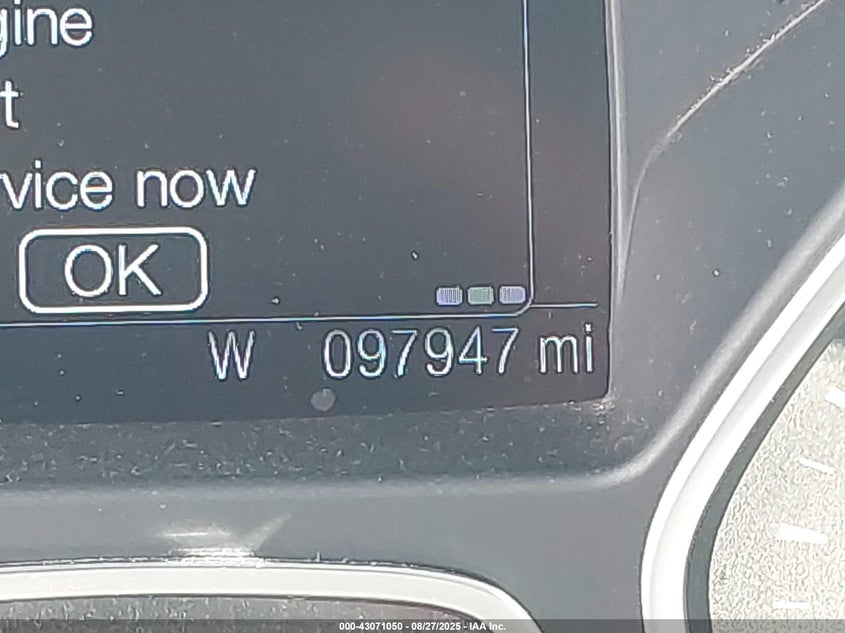 gine
t
vice now
OK
W 097947 mi
000-43071050 - 08/27/2025 - IAA Inc.